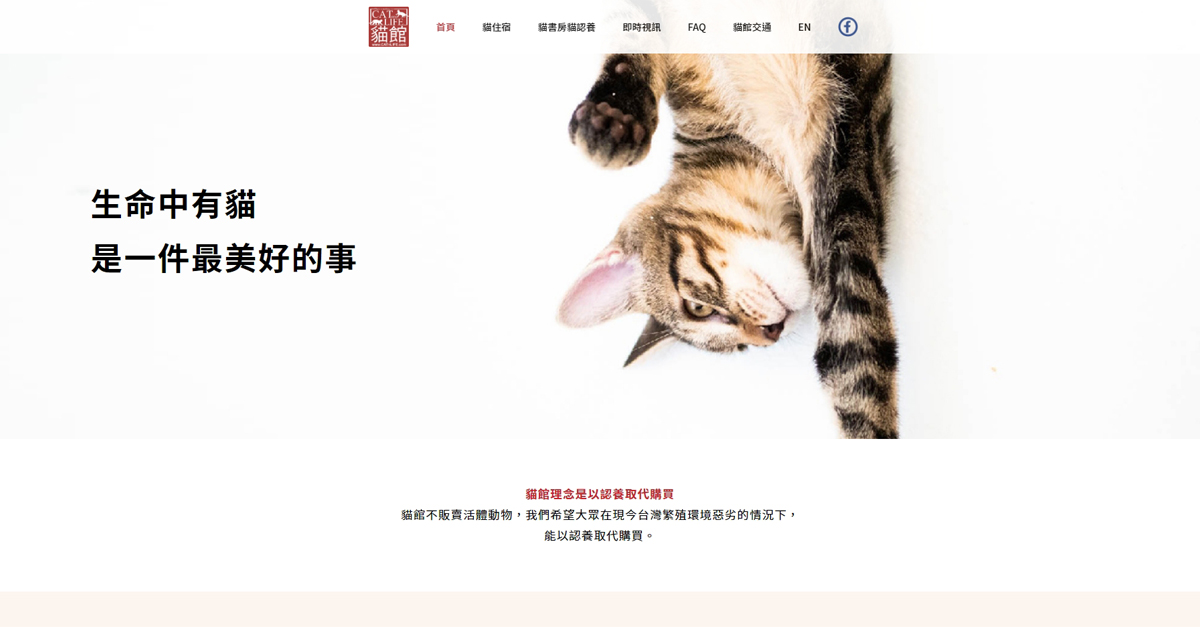 CAT LIFE
貓館
首頁
貓住宿
貓書房貓認養
即時視訊
FAQ
貓館交通
EN
生命中有貓
是一件最美好的事
貓館理念是以認養取代購買
貓館不販賣活體動物，我們希望大眾在現今台灣繁殖環境惡劣的情況下，
能以認養取代購買。